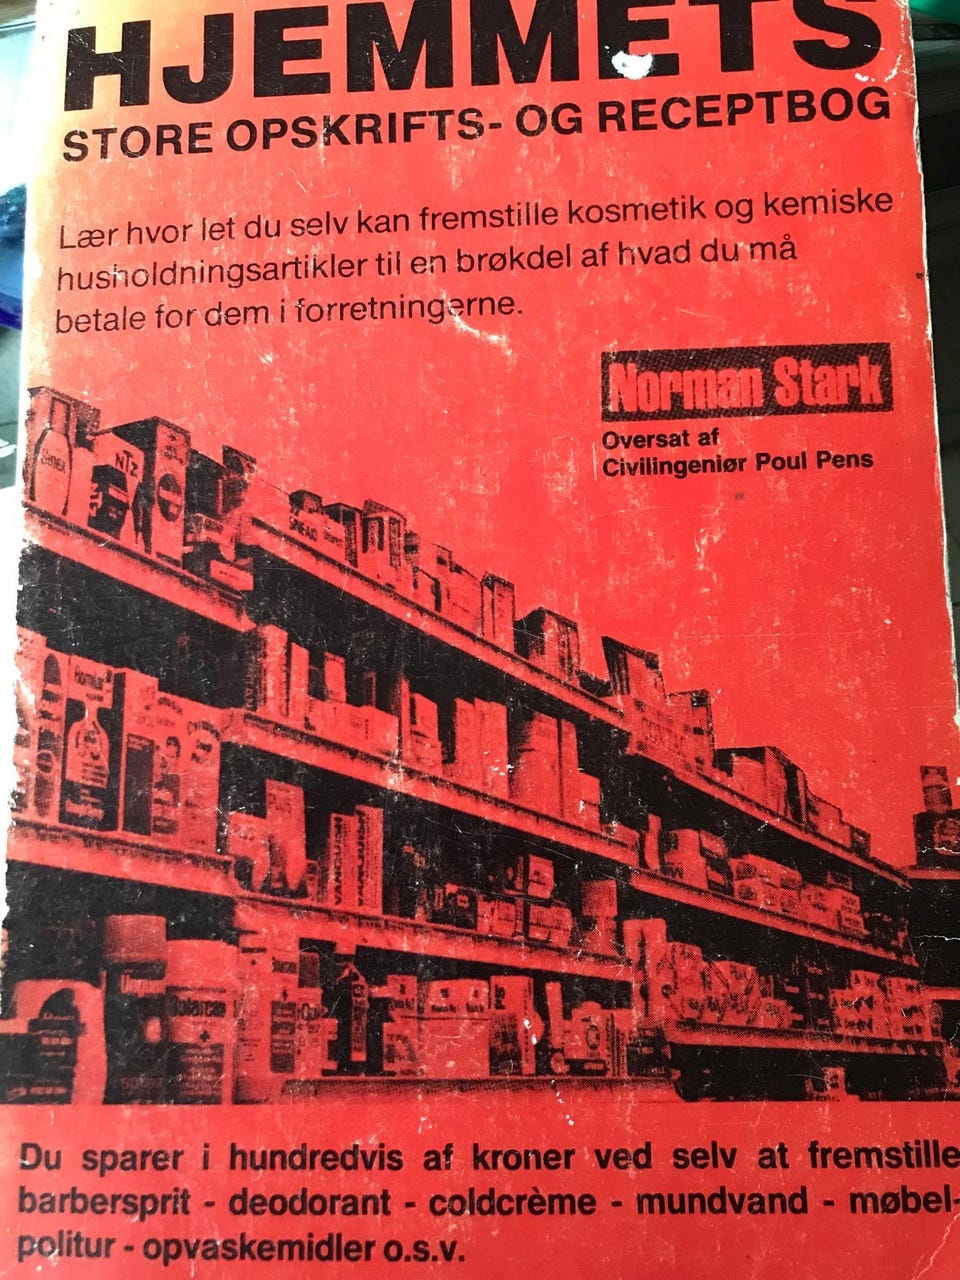 HJEMMETS
STORE OPSKRIFTS- OG RECEPTBOG
Lær hvor let du selv kan fremstille kosmetik og kemiske
husholdningsartikler til en brøkdel af hvad du må
betale for dem i forretningerne.
Norman Stark
Oversat af
Civilingeniør Poul Pens
Du sparer i hundredvis af kroner ved selv at fremstille
barbersprit - deodorant - coldcrème - mundvand - møbel-
politur - opvaskemidler o.s.v.